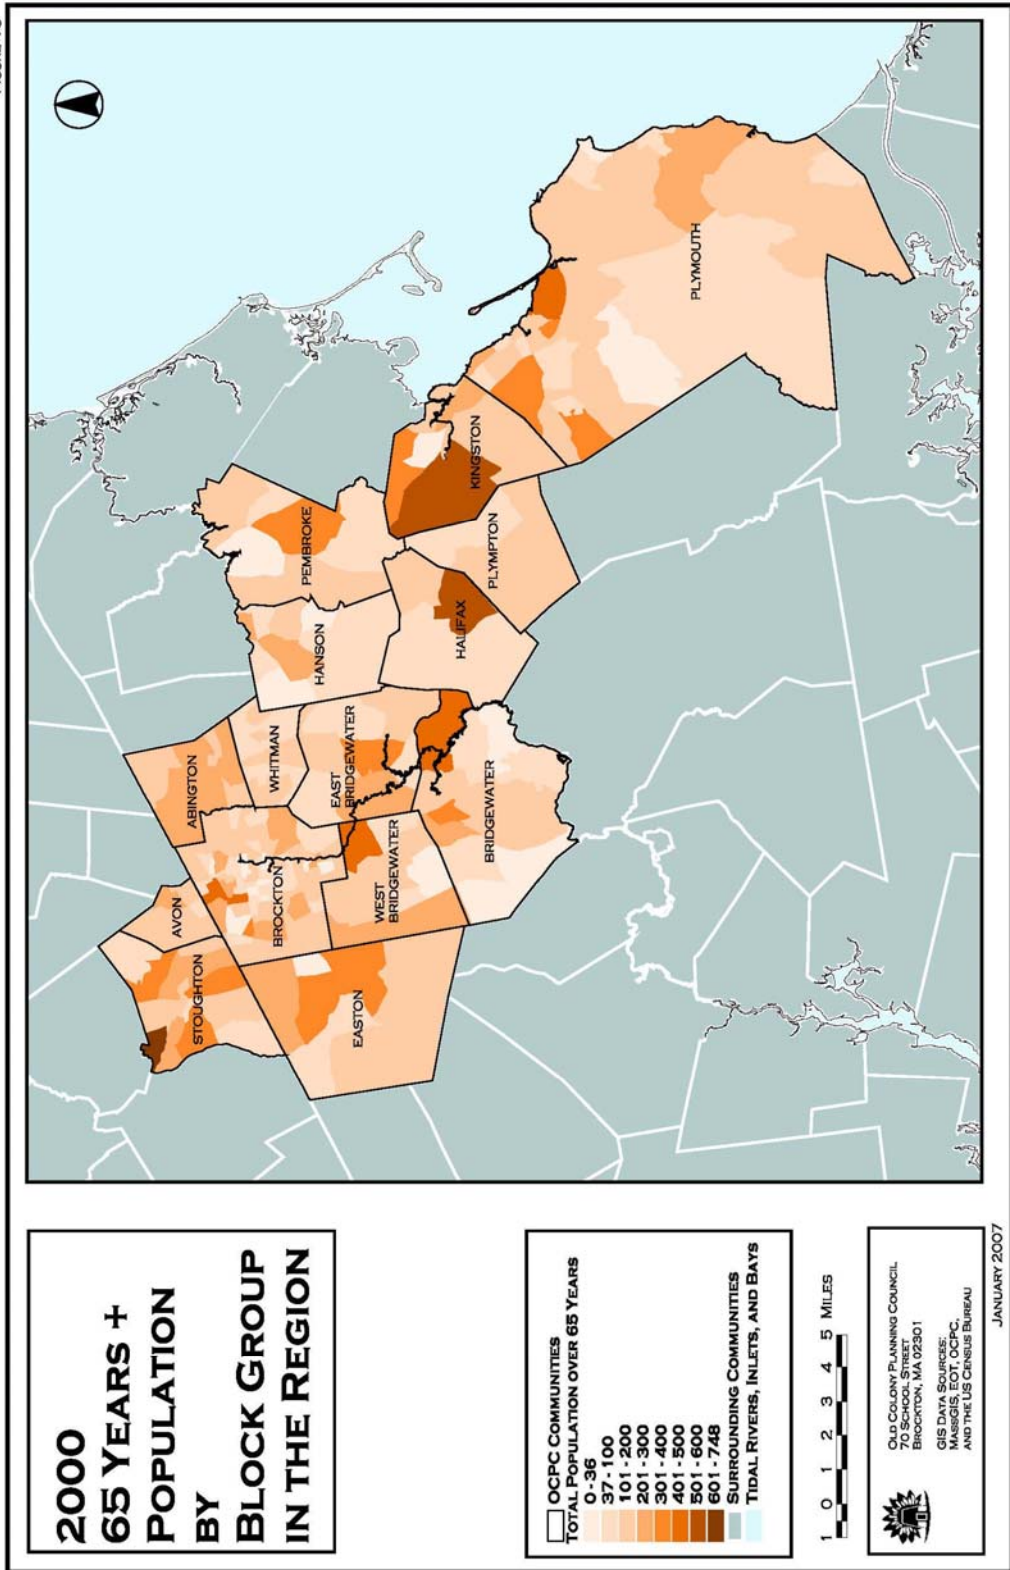 2000
65 YEARS +
POPULATION
BY
BLOCK GROUP
IN THE REGION
OCPC COMMUNITIES
TOTAL POPULATION OVER 65 YEARS
0 - 36
37 - 100
101 - 200
201 - 300
301 - 400
401 - 500
501 - 600
601 - 748
SURROUNDING COMMUNITIES
TIDAL RIVERS, INLETS, AND BAYS
1 0 1 2 3 4 5 MILES
OLD COLONY PLANNING COUNCIL
70 SCHOOL STREET
BROCKTON, MA 02301
GIS DATA SOURCES:
MASSGIS, EOT, OCPC,
AND THE US CENSUS BUREAU
JANUARY 2007
STOUGHTON
AVON
ABINGTON
BROCKTON
WHITMAN
EASTON
WEST
BRIDGEWATER
EAST
BRIDGEWATER
HANSON
PEMBROKE
BRIDGEWATER
HALIFAX
PLYMPTON
KINGSTON
PLYMOUTH